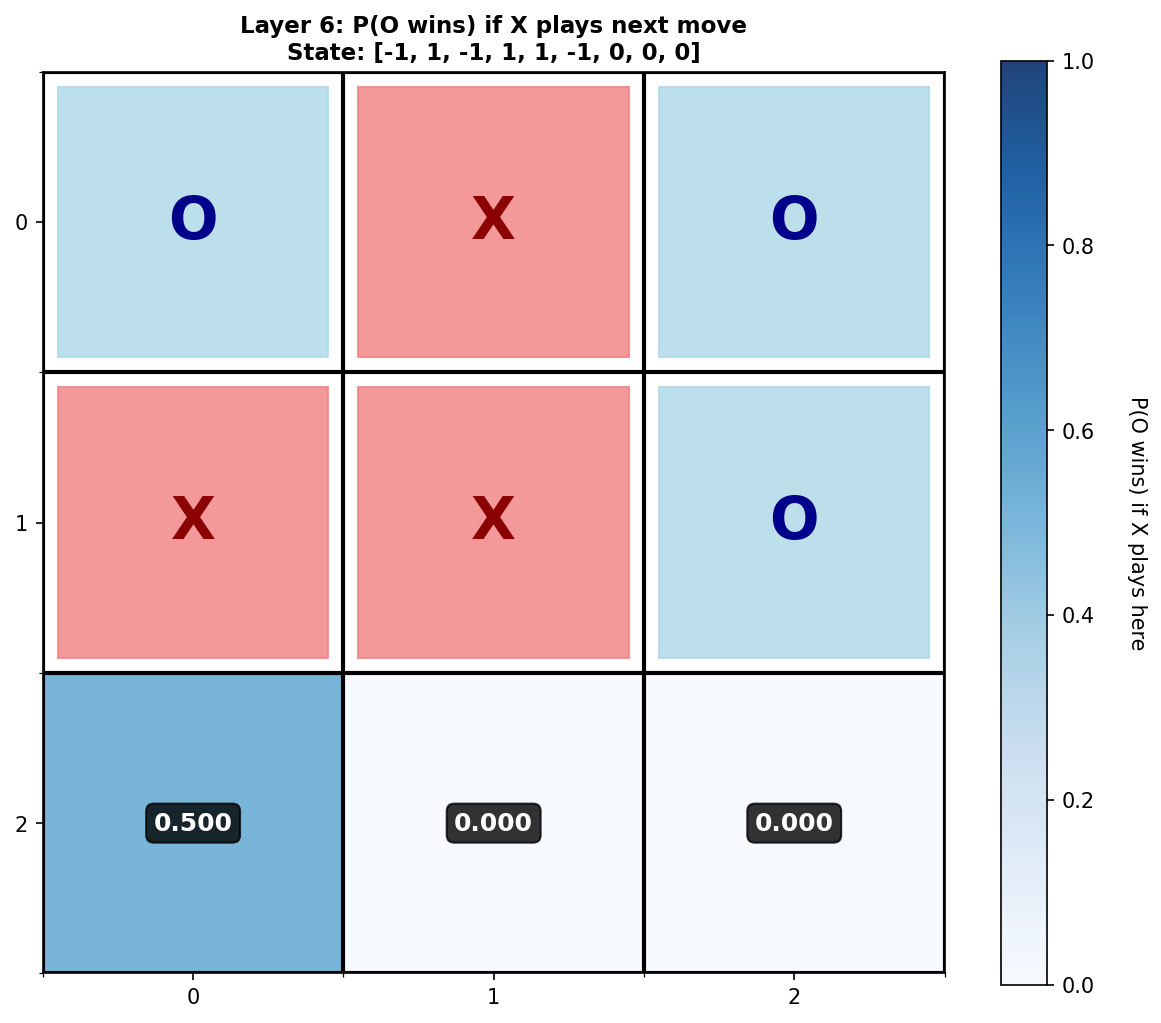 Layer 6: P(O wins) if X plays next move
State: [-1, 1, -1, 1, 1, -1, 0, 0, 0]
O X O
0
X X O
1
0.500 0.000 0.000
2
0 1 2
1.0
0.8
0.6
0.4
0.2
0.0
P(O wins) if X plays here